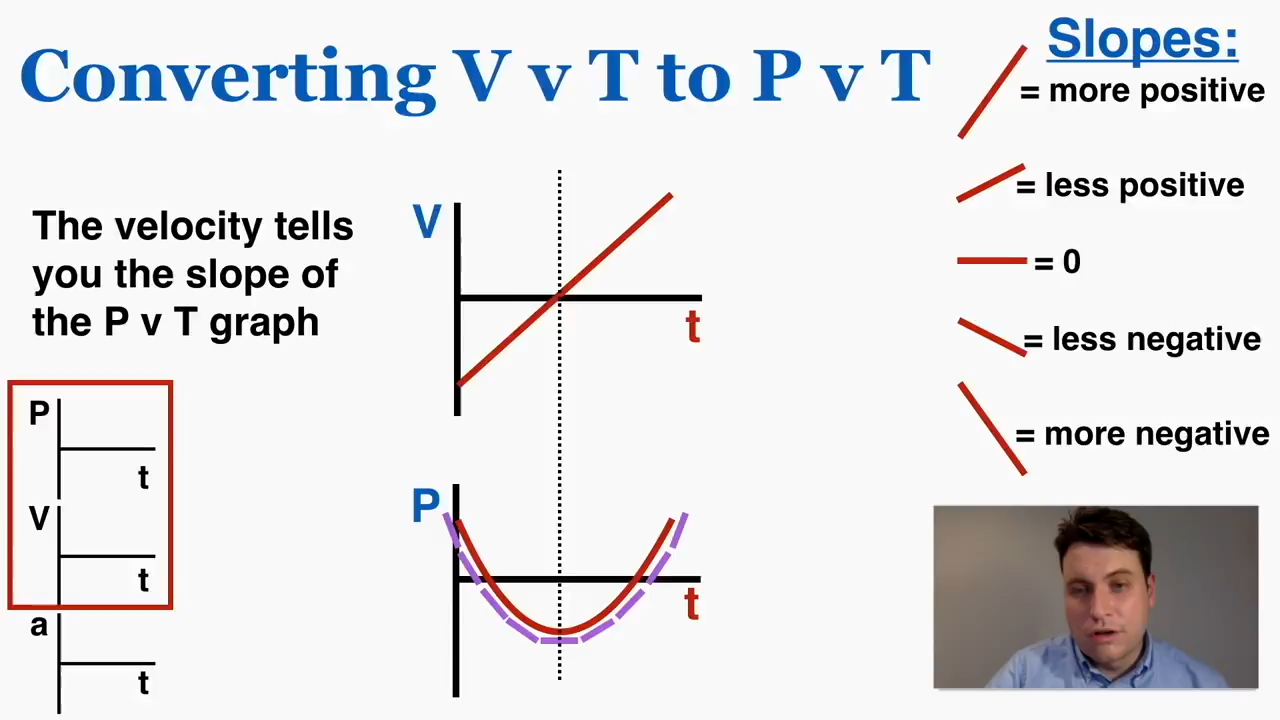 Converting V v T to P v T
Slopes:
= more positive
= less positive
= 0
= less negative
= more negative
The velocity tells
you the slope of
the P v T graph
V
t
P
t
P
t
V
t
a
t